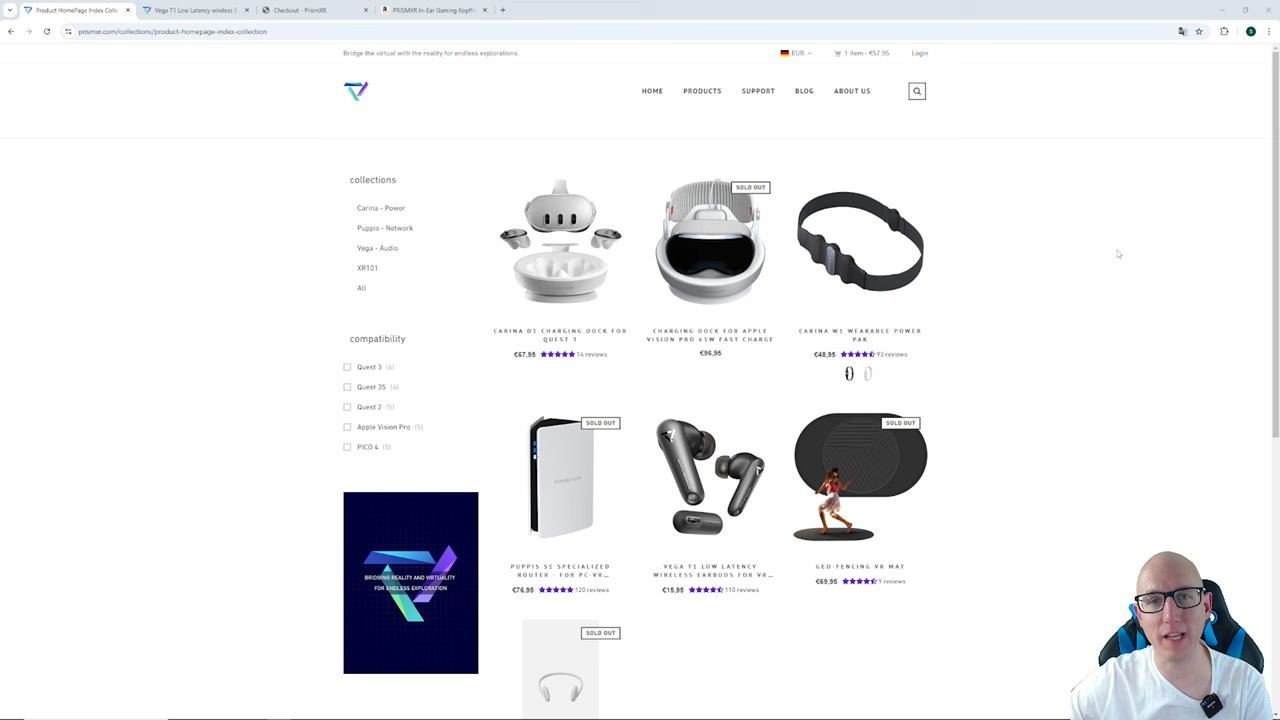 Product HomePage Index Colle
Vega T1 Low Latency wireless E
Checkout - PrismXR
PRISMXR In-Ear Gaming Kopfh
prismxr.com/collections/product-homepage-index-collection
Bridge the virtual with the reality for endless explorations.
EUR
1 item - €57,95
Login
HOME
PRODUCTS
SUPPORT
BLOG
ABOUT US
collections
Carina - Power
Puppis - Network
Vega - Audio
XR101
All
compatibility
Quest 3 (6)
Quest 3S (4)
Quest 2 (5)
Apple Vision Pro (5)
PICO 4 (5)
BRIDGING REALITY AND VIRTUALITY
FOR ENDLESS EXPLORATION
CARINA D1 CHARGING DOCK FOR
QUEST 3
€67,95 14 reviews
SOLD OUT
CHARGING DOCK FOR APPLE
VISION PRO 65W FAST CHARGE
€96,95
CARINA W1 WEARABLE POWER
PAK
€48,95 93 reviews
SOLD OUT
PUPPIS S1 SPECIALIZED
ROUTER - FOR PC-VR...
€76,95 120 reviews
VEGA T1 LOW LATENCY
WIRELESS EARBUDS FOR VR...
€15,95 110 reviews
SOLD OUT
GEO-FENCING VR MAT
€69,95 9 reviews
SOLD OUT